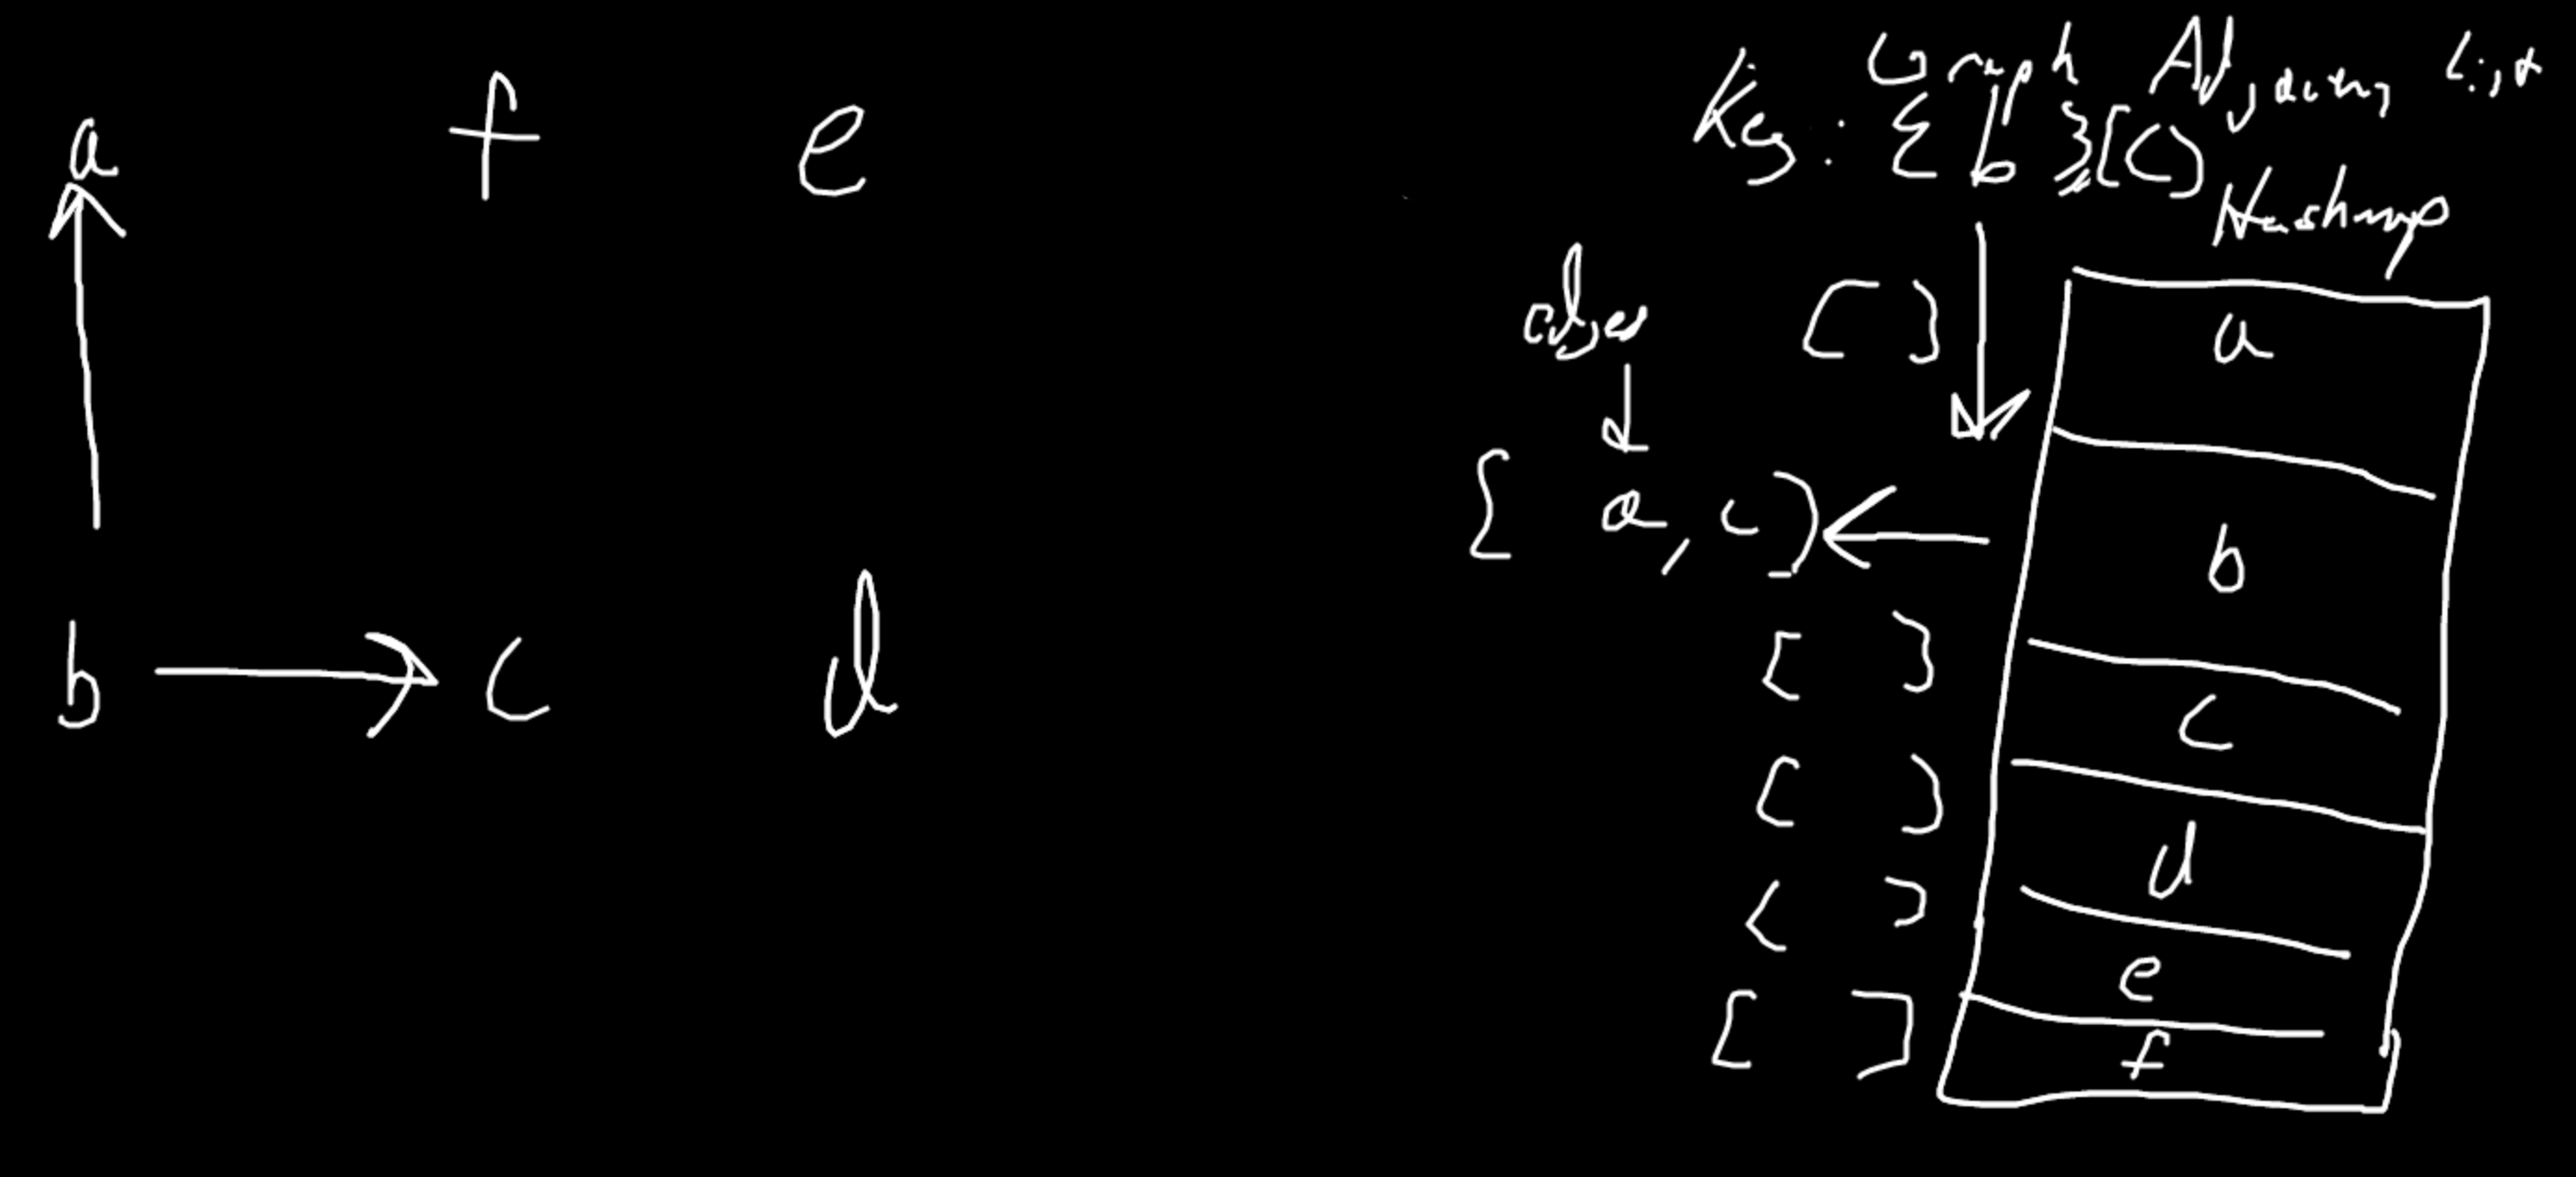 Graph Adjacency List
Key: { b }[C]
Hashmap
a f e
edges
[ ] a
[ a, c] b
b c d
[ ] c
[ ] d
[ ] e
[ ] f